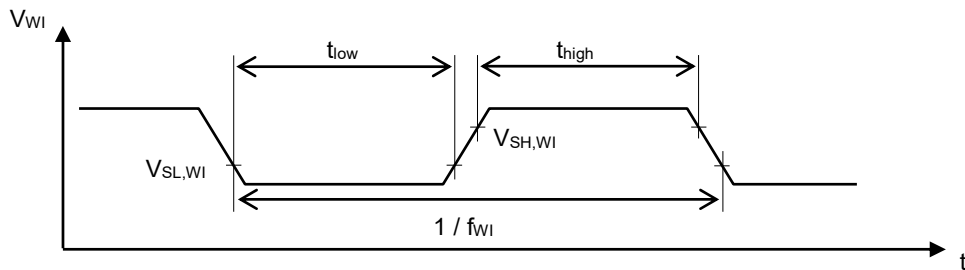 VWI
tlow
thigh
VSH,WI
VSL,WI
1 / fWI
t